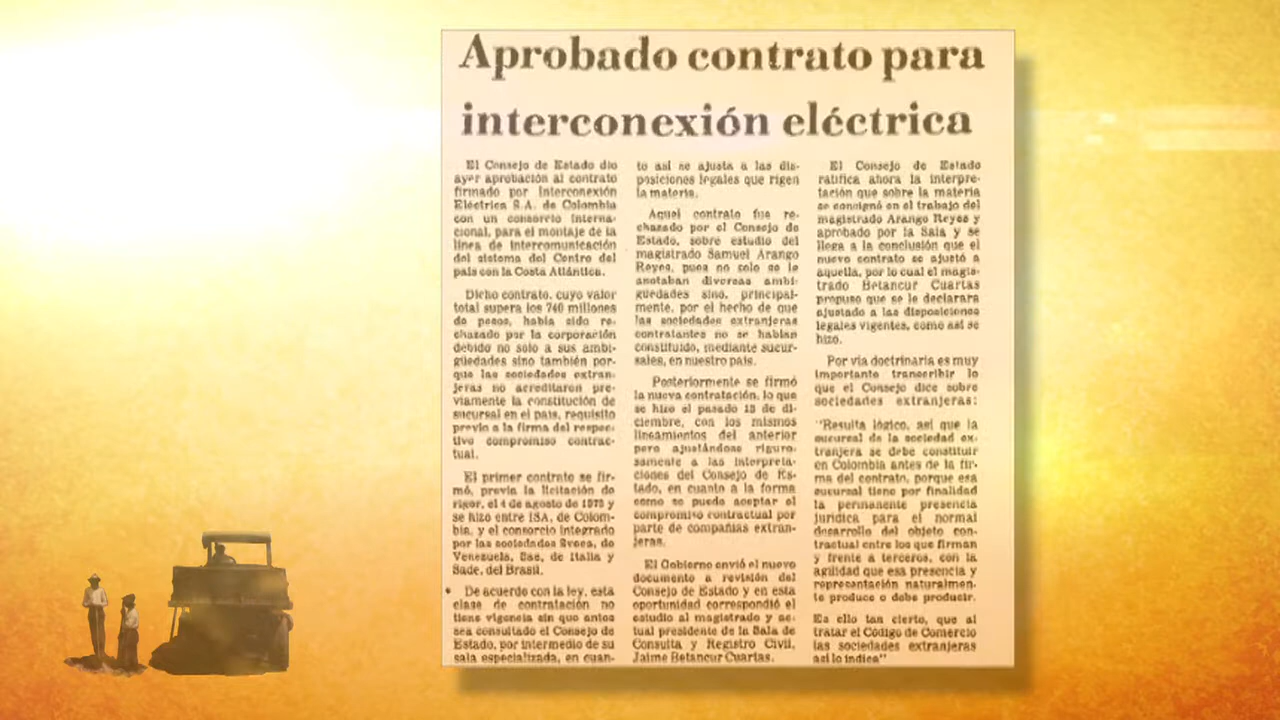 Aprobado contrato para
interconexión eléctrica
El Consejo de Estado dio
ayer aprobación al contrato
firmado por Interconexión
Eléctrica S.A. de Colombia
con un consorcio interna-
cional, para el montaje de la
línea de intercomunicación
del sistema del Centro del
país con la Costa Atlántica.
Dicho contrato, cuyo valor
total supera los 740 millones
de pesos, había sido re-
chazado por la corporación
debido no solo a sus ambi-
güedades sino también por-
que las sociedades extran-
jeras no acreditaron pre-
viamente la constitución de
sucursal en el país, requisito
previo a la firma del respec-
tivo compromiso contrac-
tual.
El primer contrato se fir-
mó, previa la licitación de
rigor, el 4 de agosto de 1978 y
se hizo entre ISA, de Colom-
bia, y el consorcio integrado
por las sociedades de
Venezuela, Sae, de Italia y
Sade, del Brasil.
De acuerdo con la ley, esta
clase de contratación no
tiene vigencia sin que antes
sea consultado el Consejo de
Estado, por intermedio de su
sala especializada, en cuan-
to así se ajusta a las dis-
posiciones legales que rigen
la materia.
Aquel contrato fue re-
chazado por el Consejo de
Estado, sobre estudio del
magistrado Samuel Arango
Reyes, pues no solo se le
anotaban diversas ambi-
güedades sino, principal-
mente, por el hecho de que
las sociedades extranjeras
contratantes no se habían
constituido, mediante sucur-
sales, en nuestro país.
Posteriormente se firmó
la nueva contratación, lo que
se hizo el pasado 13 de di-
ciembre, con los mismos
lineamientos del anterior
pero ajustándose riguro-
samente a las interpreta-
ciones del Consejo de Es-
tado, en cuanto a la forma
como se puede aceptar el
compromiso contractual por
parte de compañías extran-
jeras.
El Gobierno envió el nuevo
documento a revisión del
Consejo de Estado y en esta
oportunidad correspondió el
estudio al magistrado y ac-
tual presidente de la Sala de
Consulta y Registro Civil,
Jaime Betancur Cuartas.
El Consejo de Estado
ratifica ahora la interpre-
tación que sobre la materia
se consignó en el trabajo del
magistrado Arango Reyes y
aprobado por la Sala y se
llega a la conclusión que el
nuevo contrato se ajustó a
aquella, por lo cual el magis-
trado Betancur Cuartas
propuso que se le declarara
ajustado a las disposiciones
legales vigentes, como así se
hizo.
Por vía doctrinaria es muy
importante transcribir lo
que el Consejo dice sobre
sociedades extranjeras:
"Resulta lógico, así que la
sucursal de la sociedad ex-
tranjera se debe constituir
en Colombia antes de la fir-
ma del contrato, porque esa
sucursal tiene por finalidad
la permanente presencia
jurídica para el normal
desarrollo del objeto con-
tractual entre los que firman
y frente a terceros, con la
agilidad que esa presencia y
representación naturalmen-
te produce o debe producir.
Es ello tan cierto, que al
tratar el Código de Comercio
las sociedades extranjeras
así lo indica"